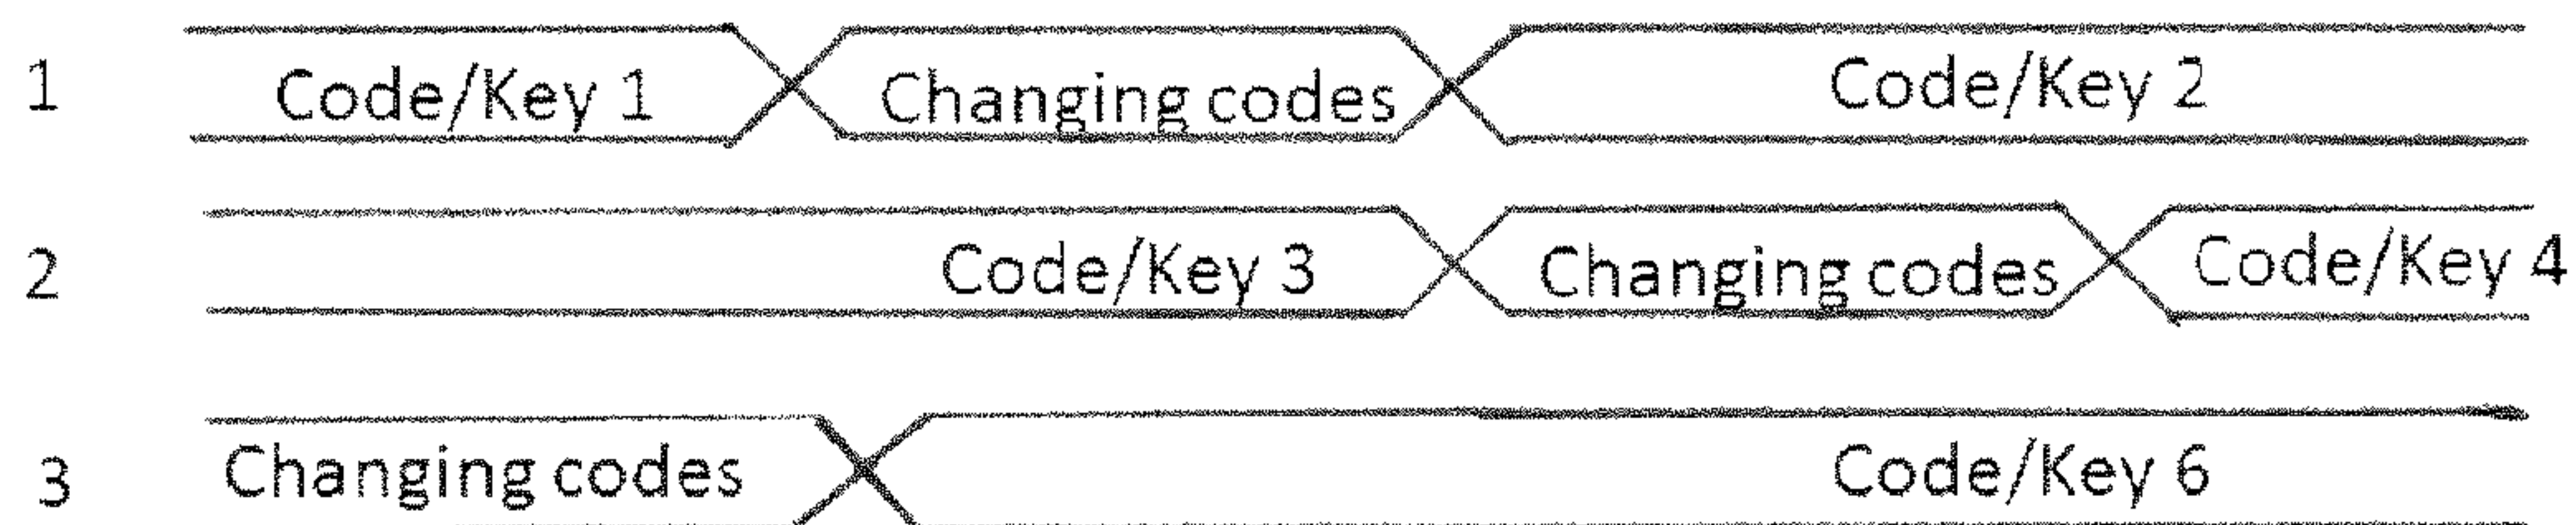 1 Code/Key 1 Changing codes Code/Key 2
2 Code/Key 3 Changing codes Code/Key 4
3 Changing codes Code/Key 6